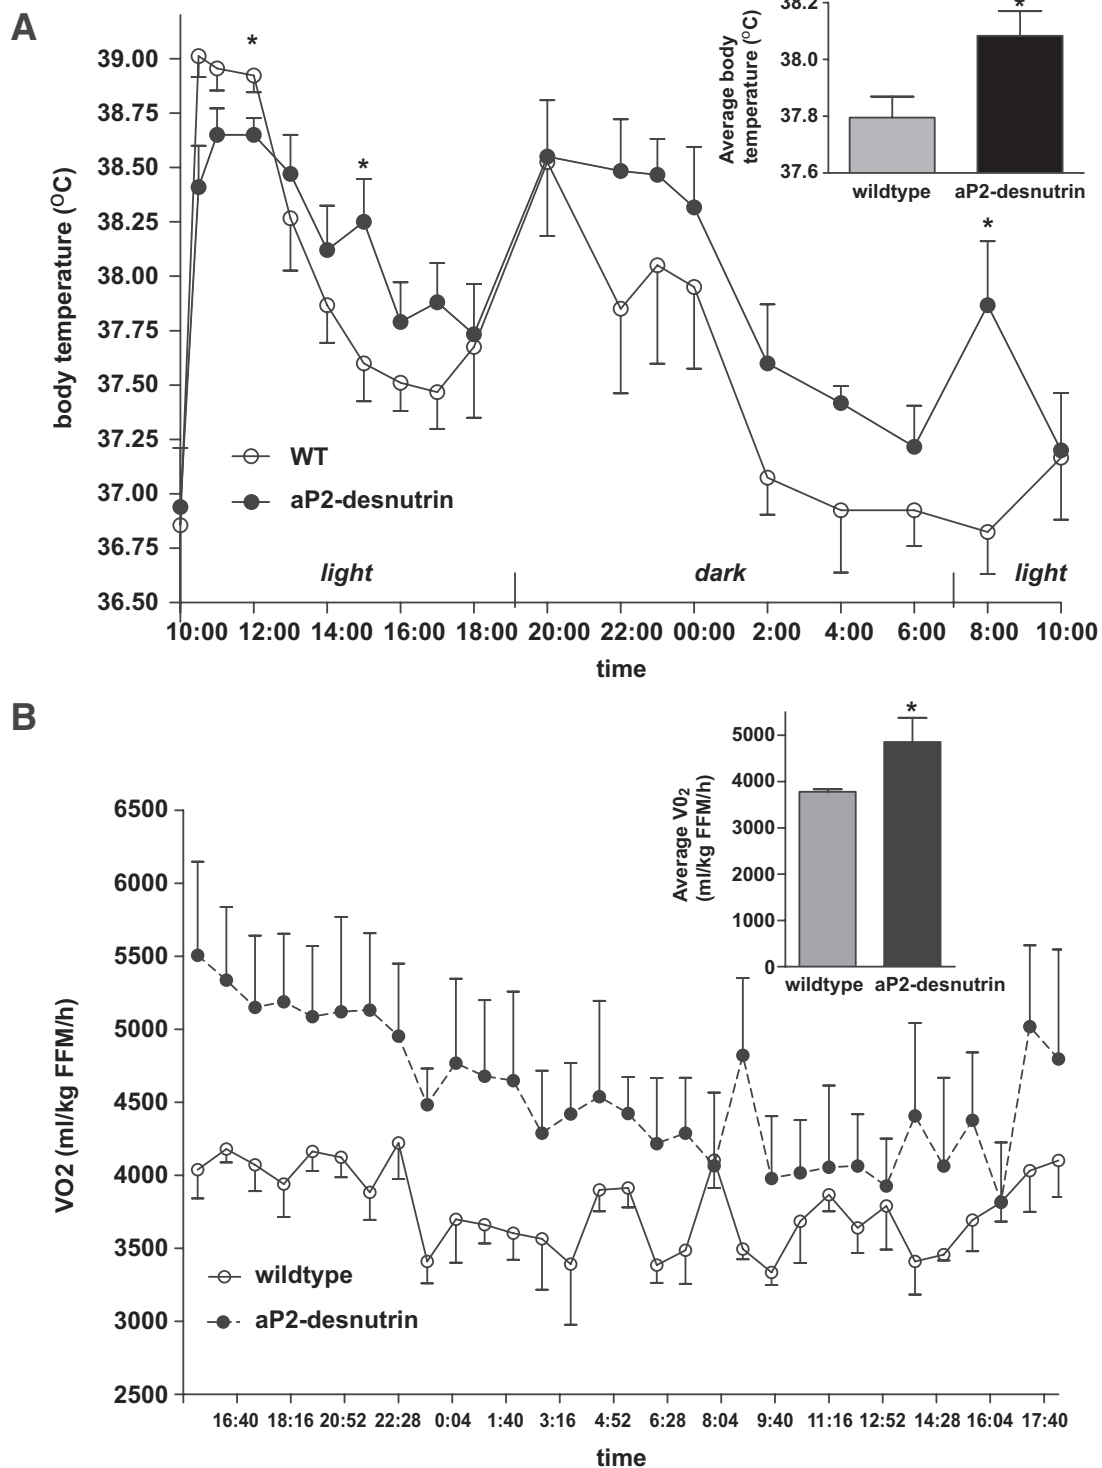 A
39.00
38.75
38.50
38.25
38.00
37.75
37.50
37.25
37.00
36.75
36.50
body temperature (OC)
* * *
WT
aP2-desnutrin
light dark light
10:00 12:00 14:00 16:00 18:00 20:00 22:00 00:00 2:00 4:00 6:00 8:00 10:00
time
Average body
temperature (OC)
38.2
38.0
37.8
37.6
*
wildtype aP2-desnutrin
B
6500
6000
5500
5000
4500
4000
3500
3000
2500
VO2 (ml/kg FFM/h)
wildtype
aP2-desnutrin
16:40 18:16 20:52 22:28 0:04 1:40 3:16 4:52 6:28 8:04 9:40 11:16 12:52 14:28 16:04 17:40
time
Average V02
(ml/kg FFM/h)
5000
4000
3000
2000
1000
0
*
wildtype aP2-desnutrin